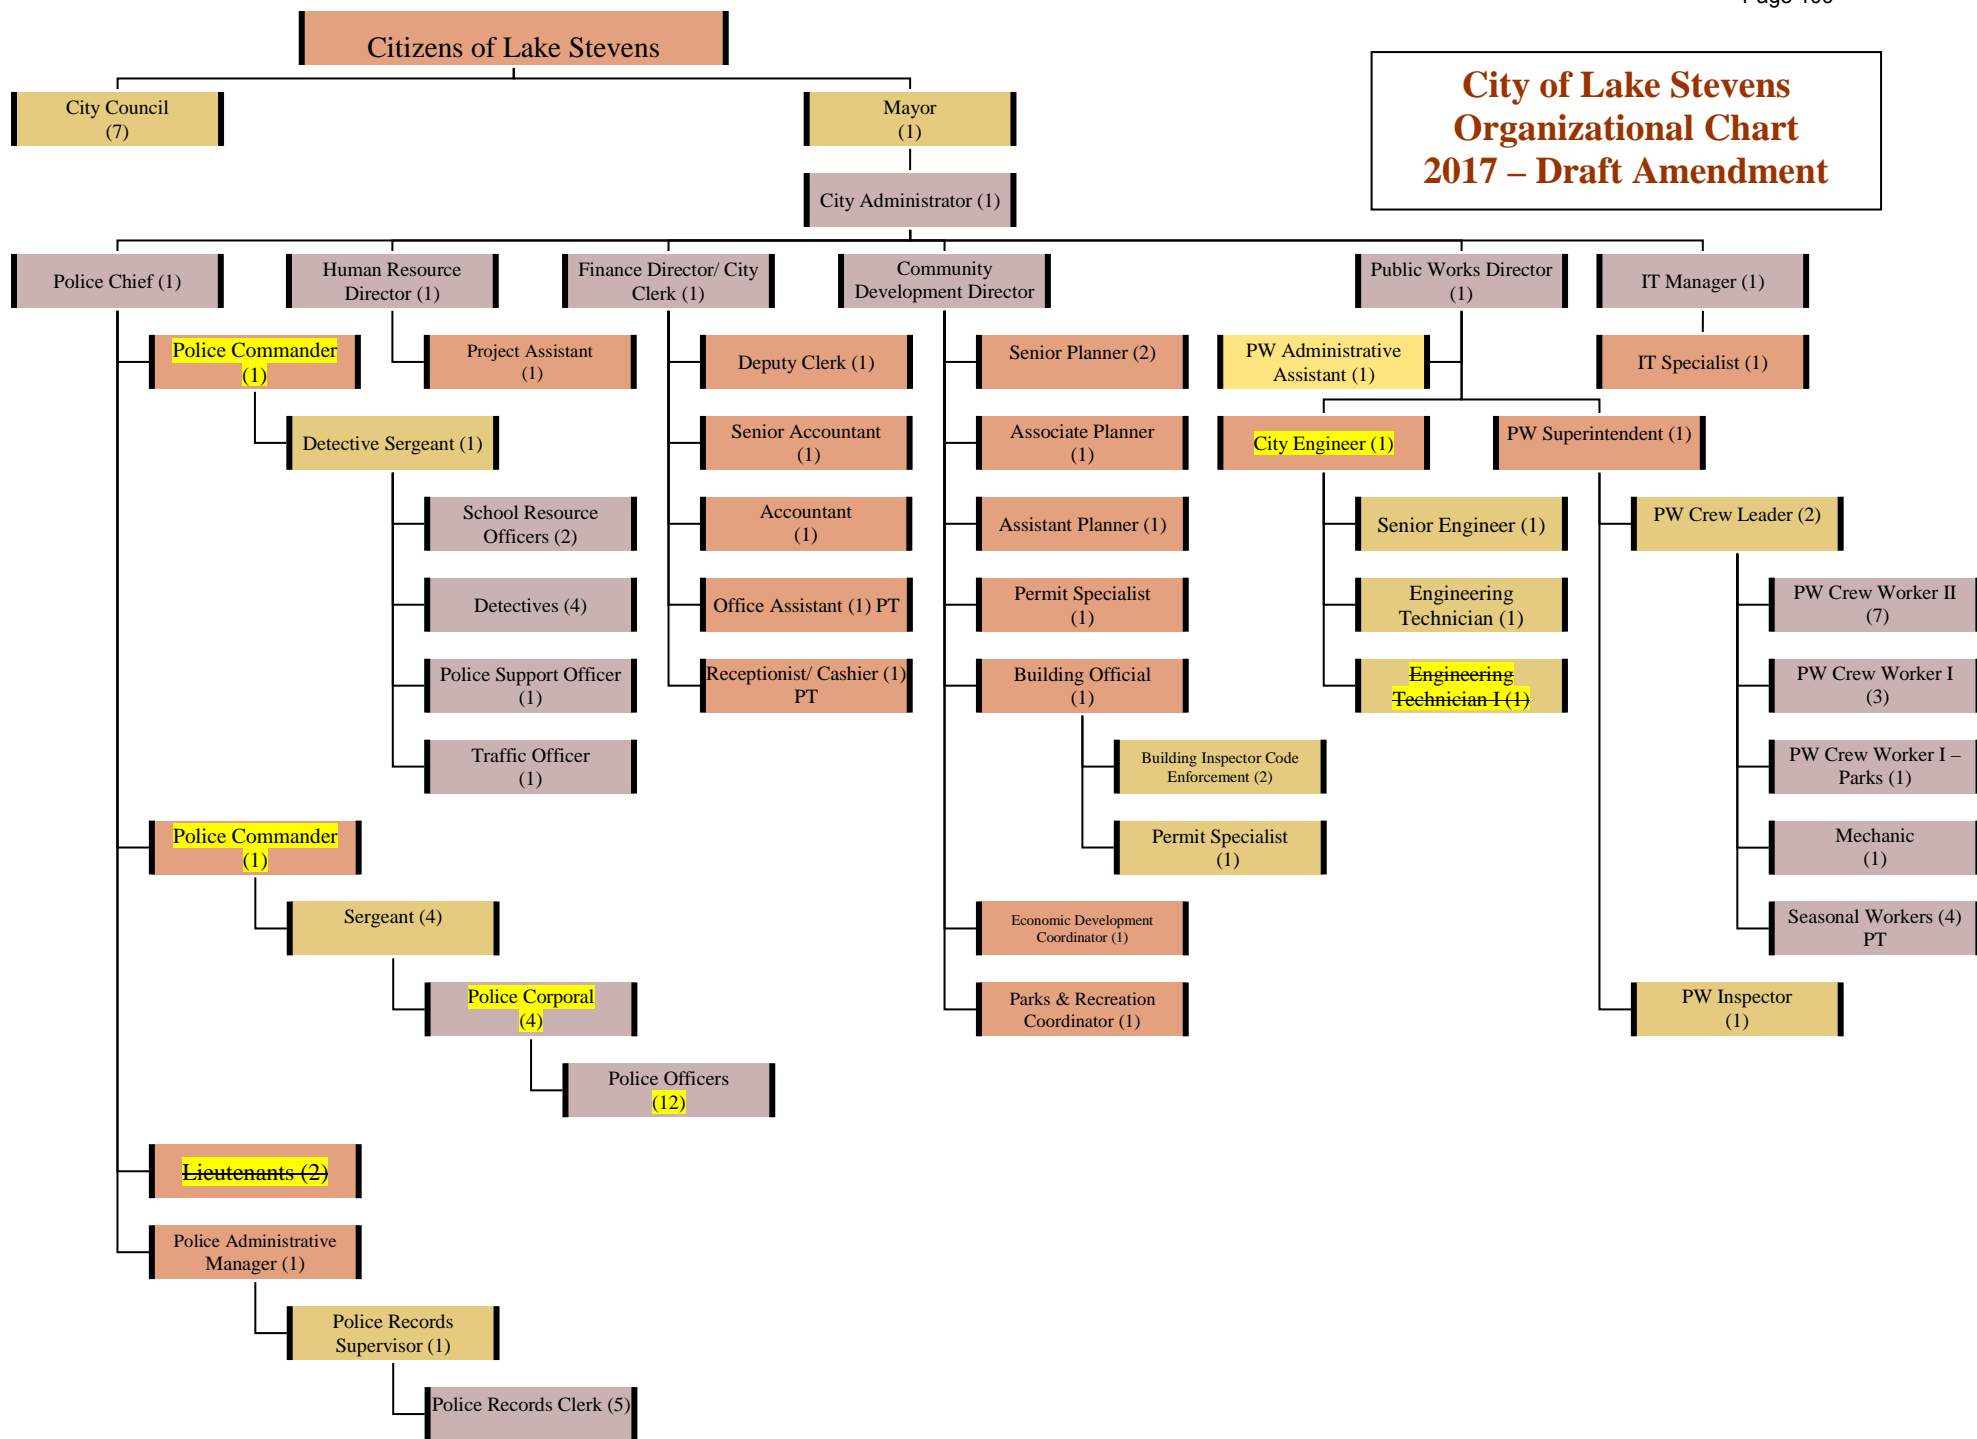 Citizens of Lake Stevens
City of Lake Stevens
Organizational Chart
2017 – Draft Amendment
City Council
(7)
Mayor
(1)
City Administrator (1)
Police Chief (1)
Human Resource
Director (1)
Finance Director/ City
Clerk (1)
Community
Development Director
Public Works Director
(1)
IT Manager (1)
Police Commander
(1)
Project Assistant
(1)
Deputy Clerk (1)
Senior Planner (2)
PW Administrative
Assistant (1)
IT Specialist (1)
Detective Sergeant (1)
Senior Accountant
(1)
Associate Planner
(1)
City Engineer (1)
PW Superintendent (1)
School Resource
Officers (2)
Accountant
(1)
Assistant Planner (1)
Senior Engineer (1)
PW Crew Leader (2)
Detectives (4)
Office Assistant (1) PT
Permit Specialist
(1)
Engineering
Technician (1)
PW Crew Worker II
(7)
Police Support Officer
(1)
Receptionist/ Cashier (1)
PT
Building Official
(1)
Engineering
Technician I (1)
PW Crew Worker I
(3)
Traffic Officer
(1)
Building Inspector Code
Enforcement (2)
PW Crew Worker I –
Parks (1)
Police Commander
(1)
Permit Specialist
(1)
Mechanic
(1)
Sergeant (4)
Economic Development
Coordinator (1)
Seasonal Workers (4)
PT
Police Corporal
(4)
Parks & Recreation
Coordinator (1)
PW Inspector
(1)
Police Officers
(12)
Lieutenants (2)
Police Administrative
Manager (1)
Police Records
Supervisor (1)
Police Records Clerk (5)